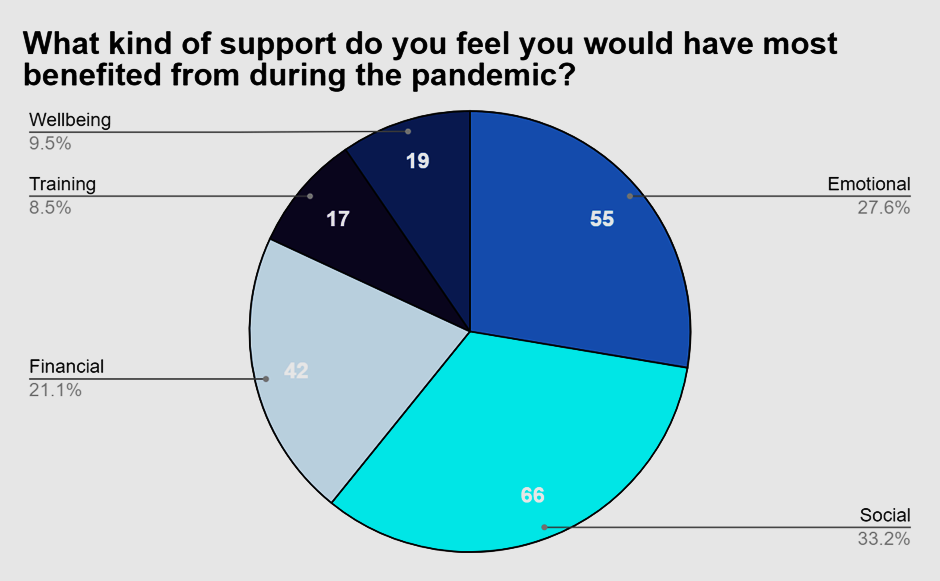 What kind of support do you feel you would have most
benefited from during the pandemic?
Wellbeing
9.5%
19
Training
8.5%
17
Emotional
27.6%
55
Financial
21.1%
42
Social
33.2%
66